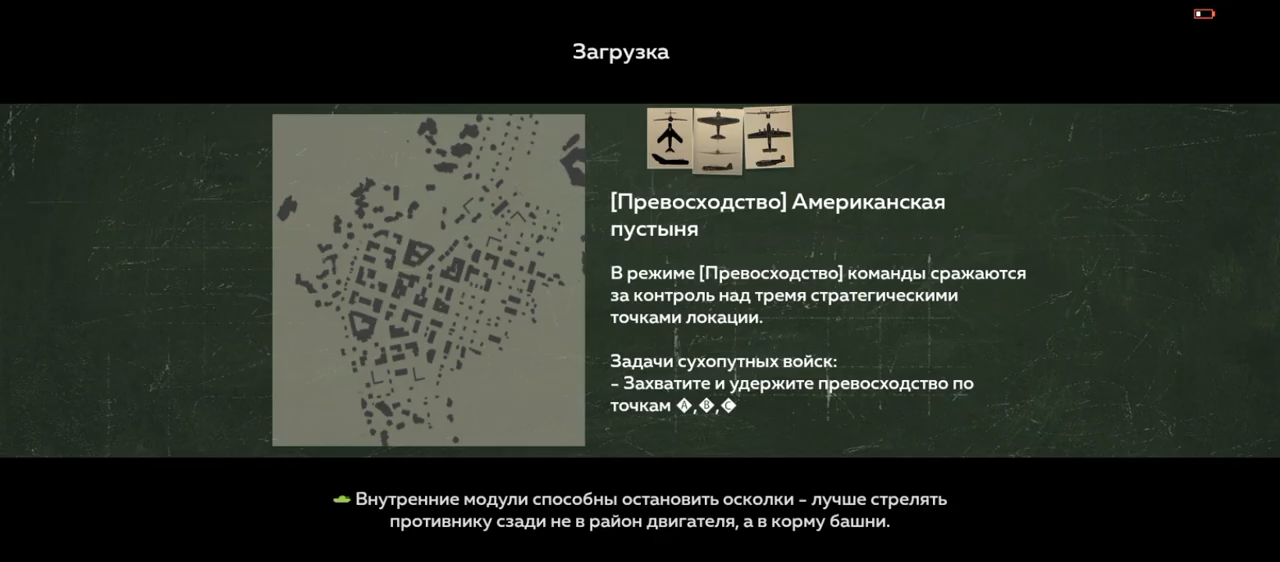 Загрузка
[Превосходство] Американская
пустыня
В режиме [Превосходство] команды сражаются
за контроль над тремя стратегическими
точками локации.
Задачи сухопутных войск:
- Захватите и удержите превосходство по
точкам A,B,C
Внутренние модули способны остановить осколки - лучше стрелять
противнику сзади не в район двигателя, а в корму башни.